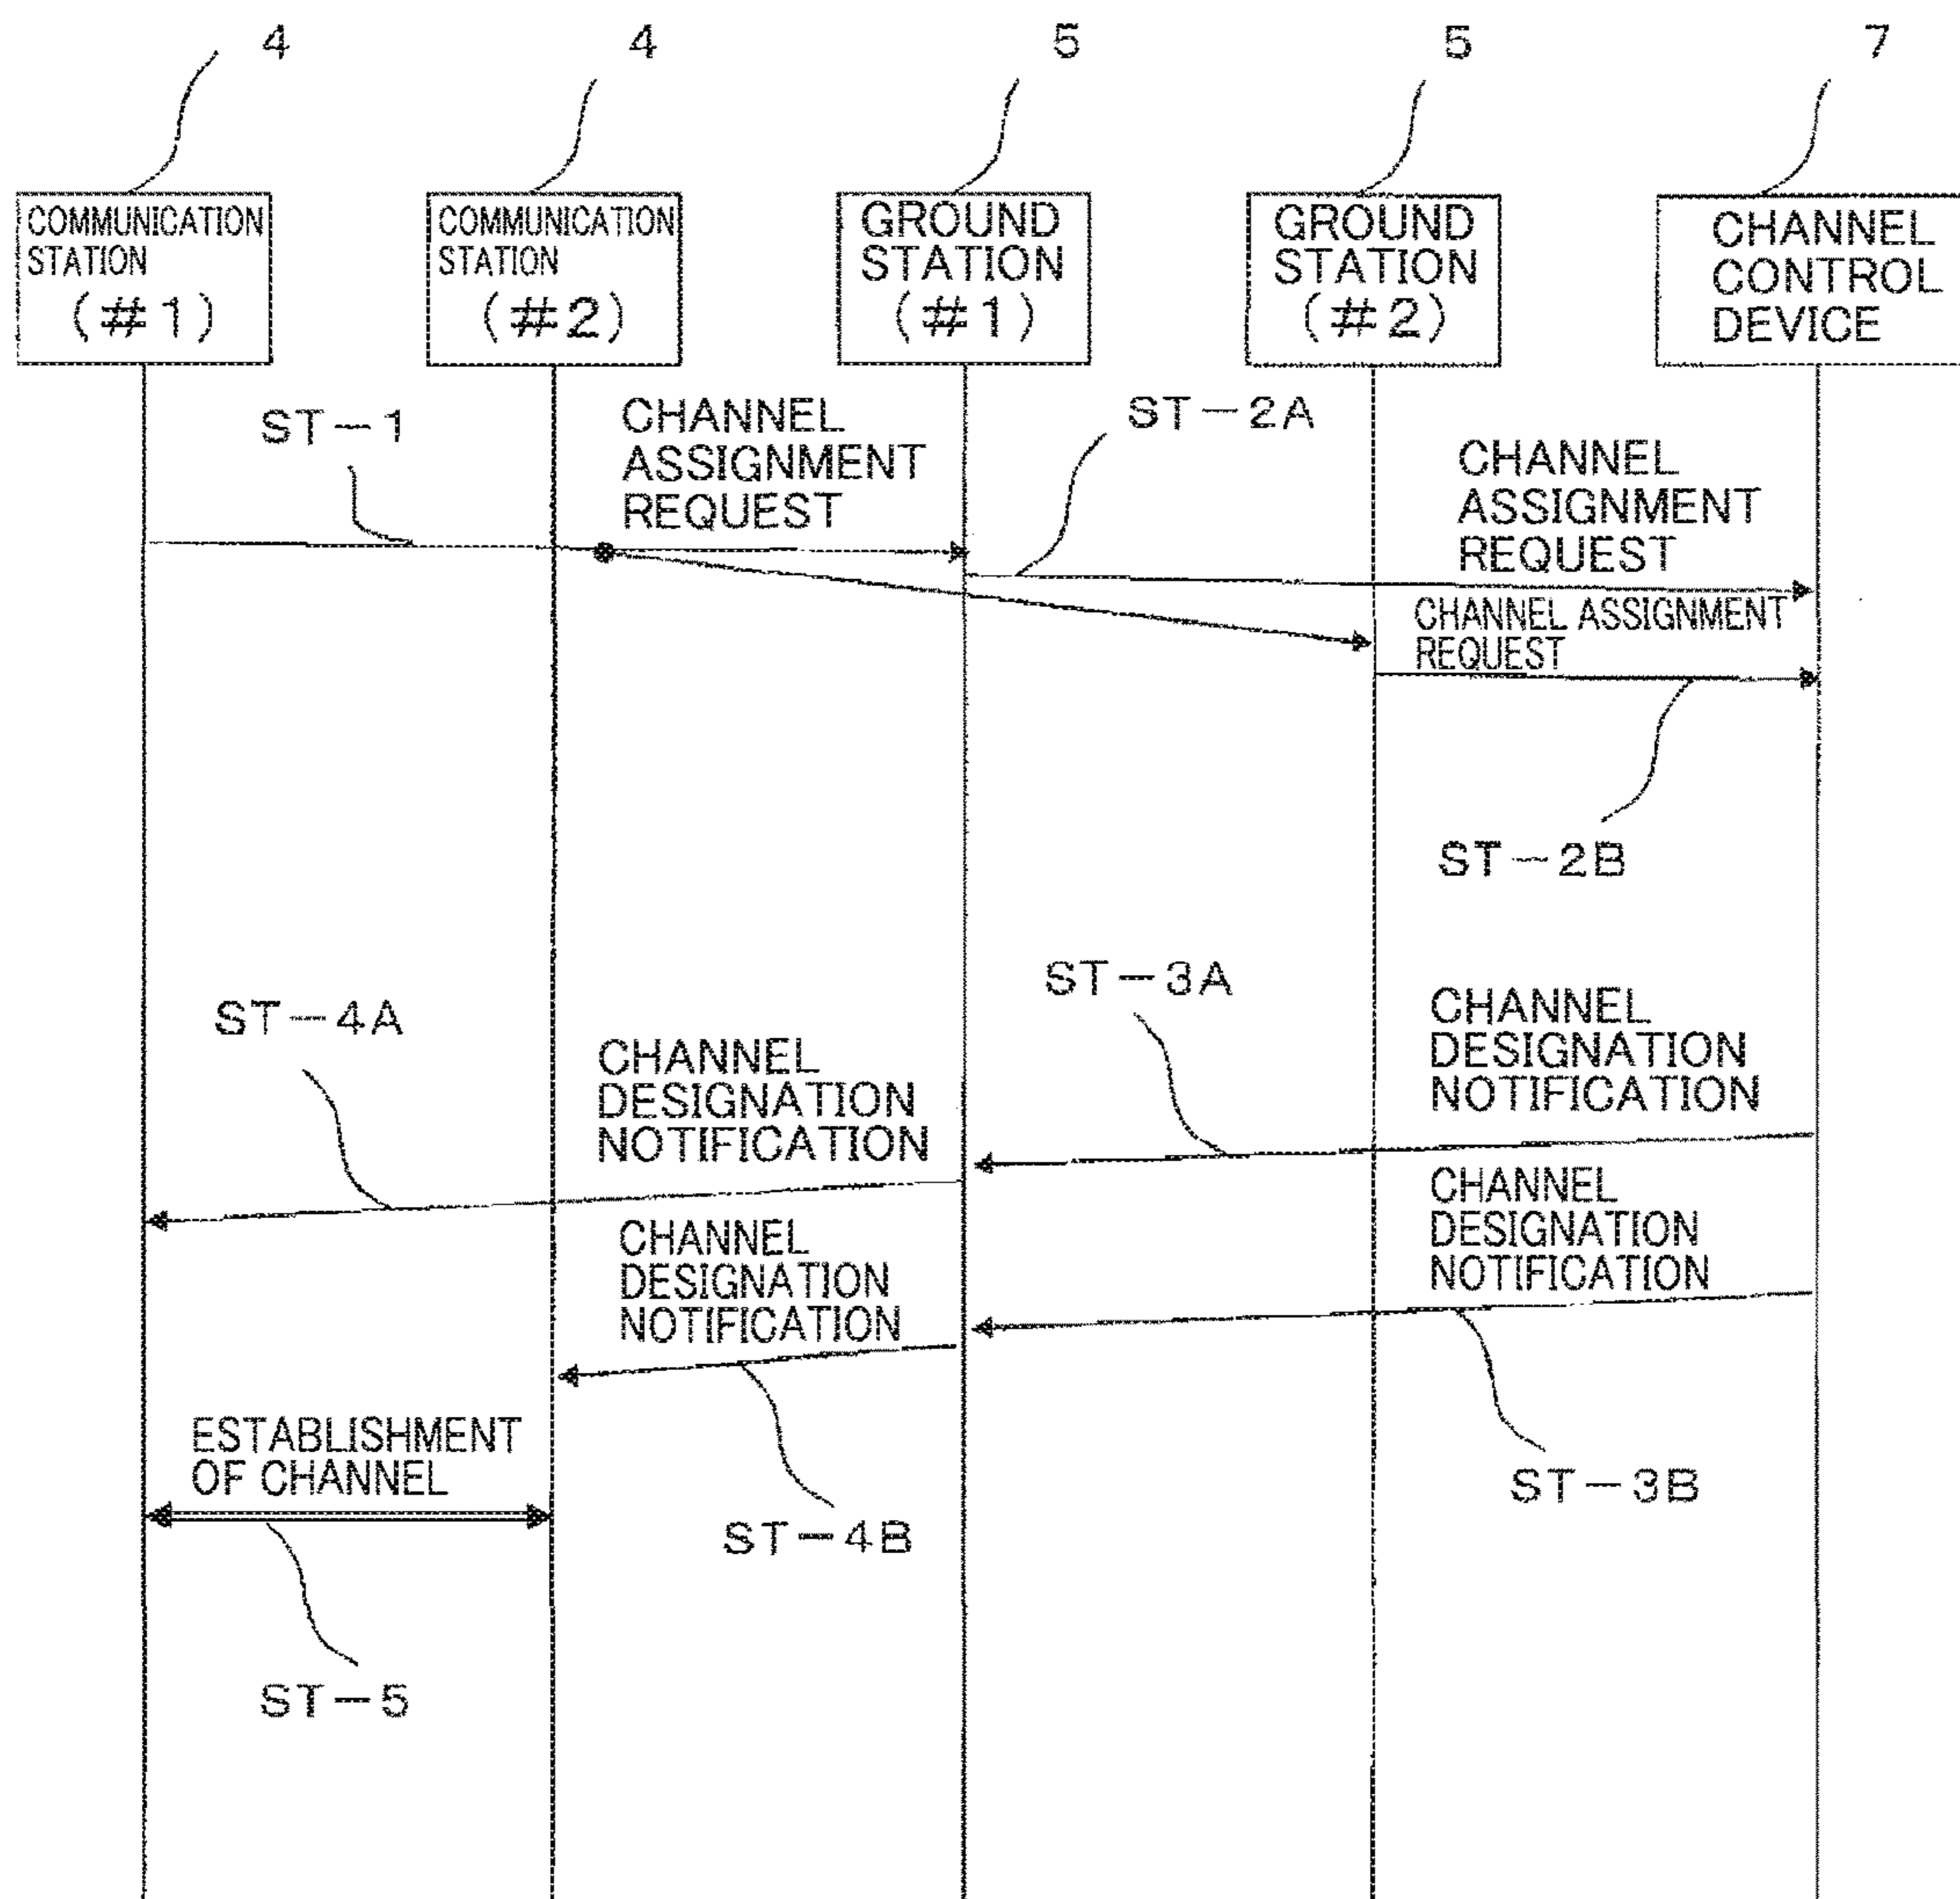 4
4
5
5
7
COMMUNICATION
STATION
(#1)
COMMUNICATION
STATION
(#2)
GROUND
STATION
(#1)
GROUND
STATION
(#2)
CHANNEL
CONTROL
DEVICE
ST-1
CHANNEL
ASSIGNMENT
REQUEST
ST-2A
CHANNEL
ASSIGNMENT
REQUEST
CHANNEL ASSIGNMENT
REQUEST
ST-2B
ST-3A
CHANNEL
DESIGNATION
NOTIFICATION
ST-4A
CHANNEL
DESIGNATION
NOTIFICATION
CHANNEL
DESIGNATION
NOTIFICATION
CHANNEL
DESIGNATION
NOTIFICATION
ESTABLISHMENT
OF CHANNEL
ST-3B
ST-4B
ST-5